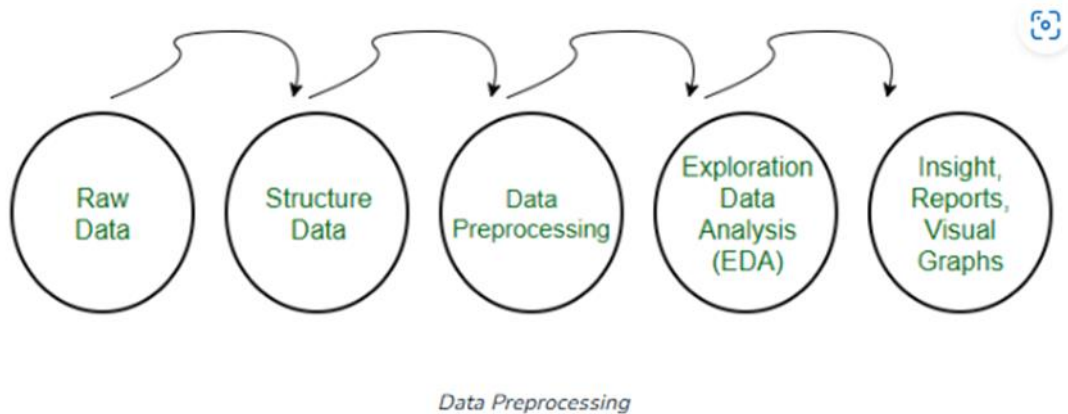 Raw
Data
Structure
Data
Data
Preprocessing
Exploration
Data
Analysis
(EDA)
Insight,
Reports,
Visual
Graphs
Data Preprocessing